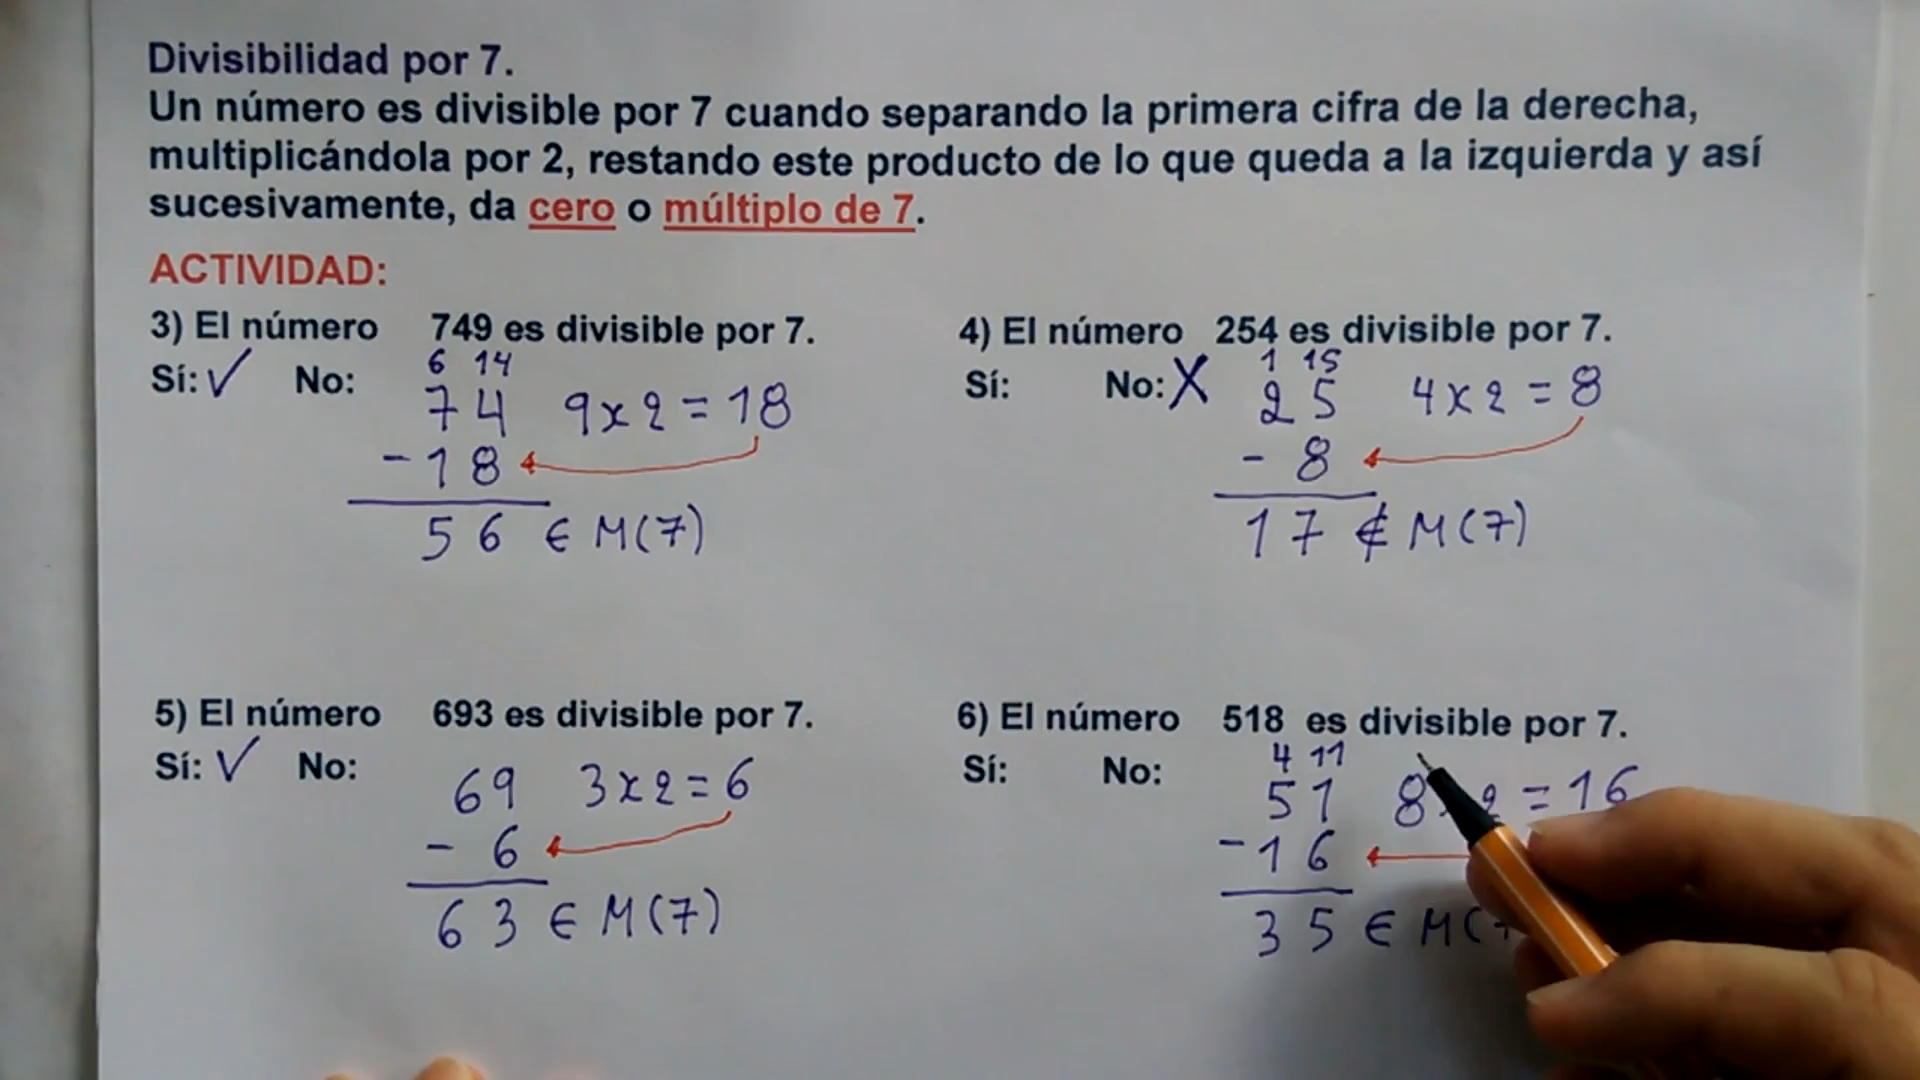 Divisibilidad por 7.
Un número es divisible por 7 cuando separando la primera cifra de la derecha,
multiplicándola por 2, restando este producto de lo que queda a la izquierda y así
sucesivamente, da cero o múltiplo de 7.
ACTIVIDAD:
3) El número 749 es divisible por 7.
Sí: ✓ No:
6 14
74 9x2=18
-18
56 ∈ M(7)
4) El número 254 es divisible por 7.
Sí: No: X
1 15
25 4x2=8
- 8
17 ∉ M(7)
5) El número 693 es divisible por 7.
Sí: ✓ No:
69 3x2=6
- 6
63 ∈ M(7)
6) El número 518 es divisible por 7.
Sí: No:
4 11
51 8x2=16
-16
35 ∈ M(7